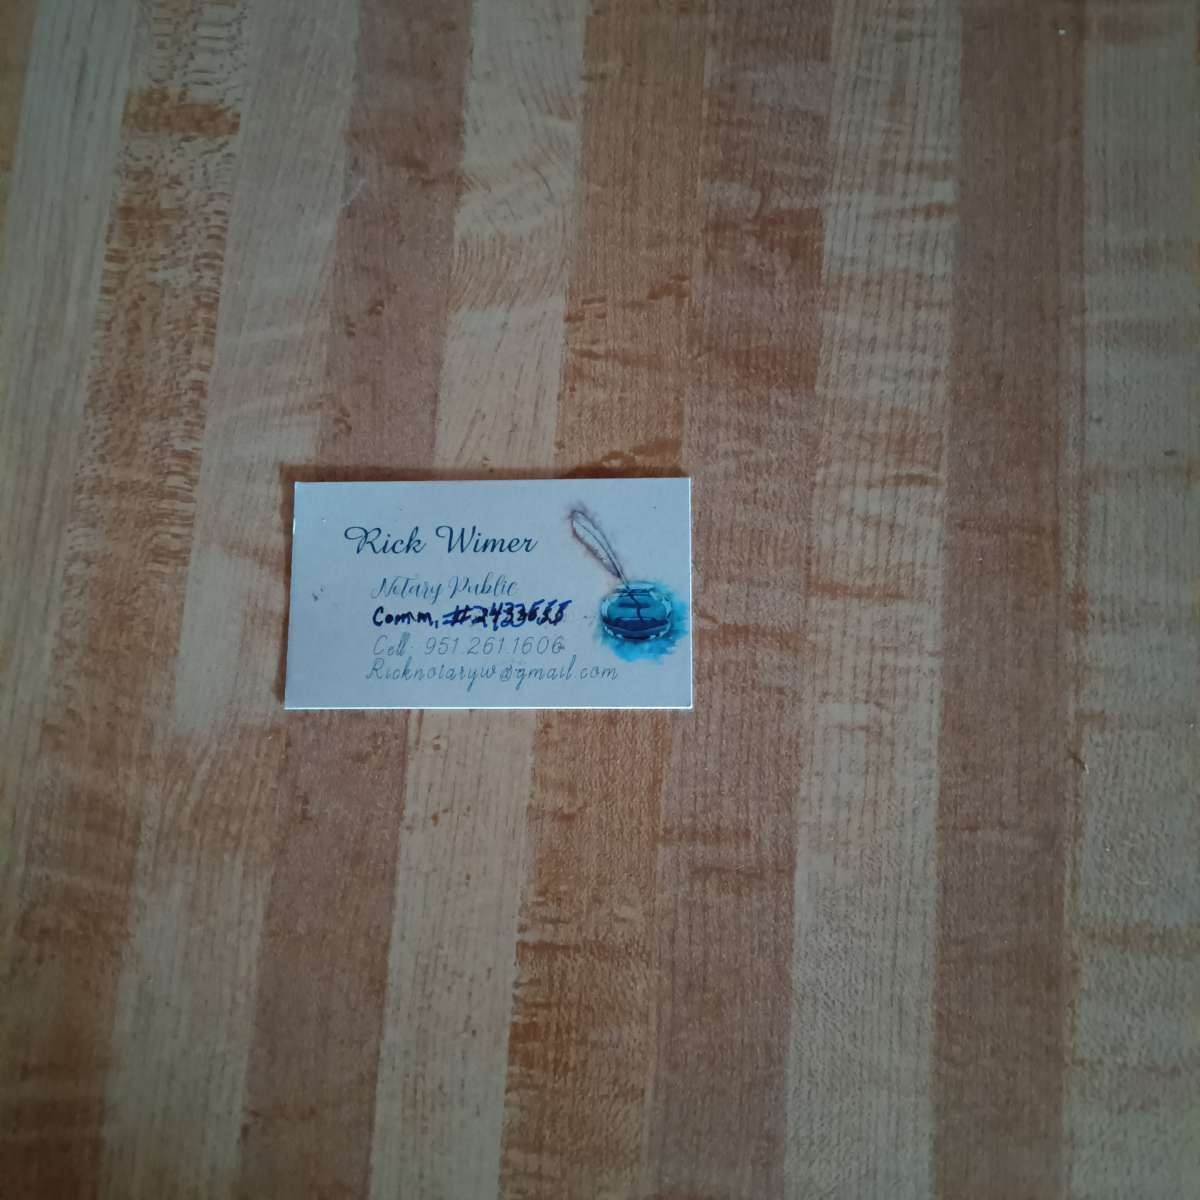 Rick Wimer
Notary Public
Comm,
Cell: 951.261.1606
Ricknotaryw@gmail.com